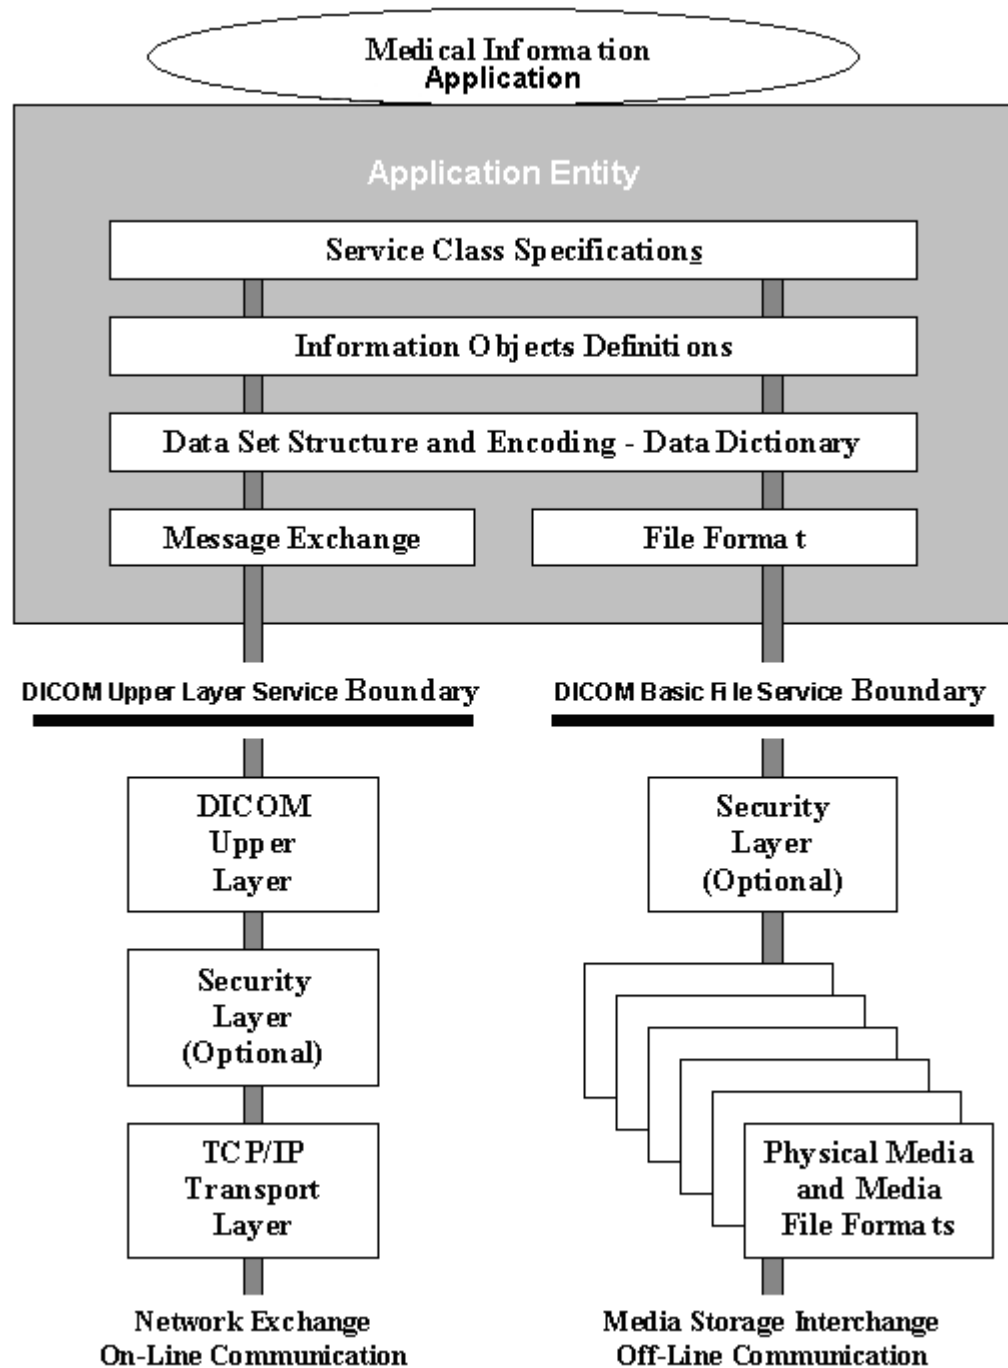 Medical Information
Application
Application Entity
Service Class Specifications
Information Objects Definitions
Data Set Structure and Encoding - Data Dictionary
Message Exchange
File Format
DICOM Upper Layer Service Boundary
DICOM Basic File Service Boundary
DICOM
Upper
Layer
Security
Layer
(Optional)
Security
Layer
(Optional)
TCP/IP
Transport
Layer
Physical Media
and Media
File Formats
Network Exchange
On-Line Communication
Media Storage Interchange
Off-Line Communication